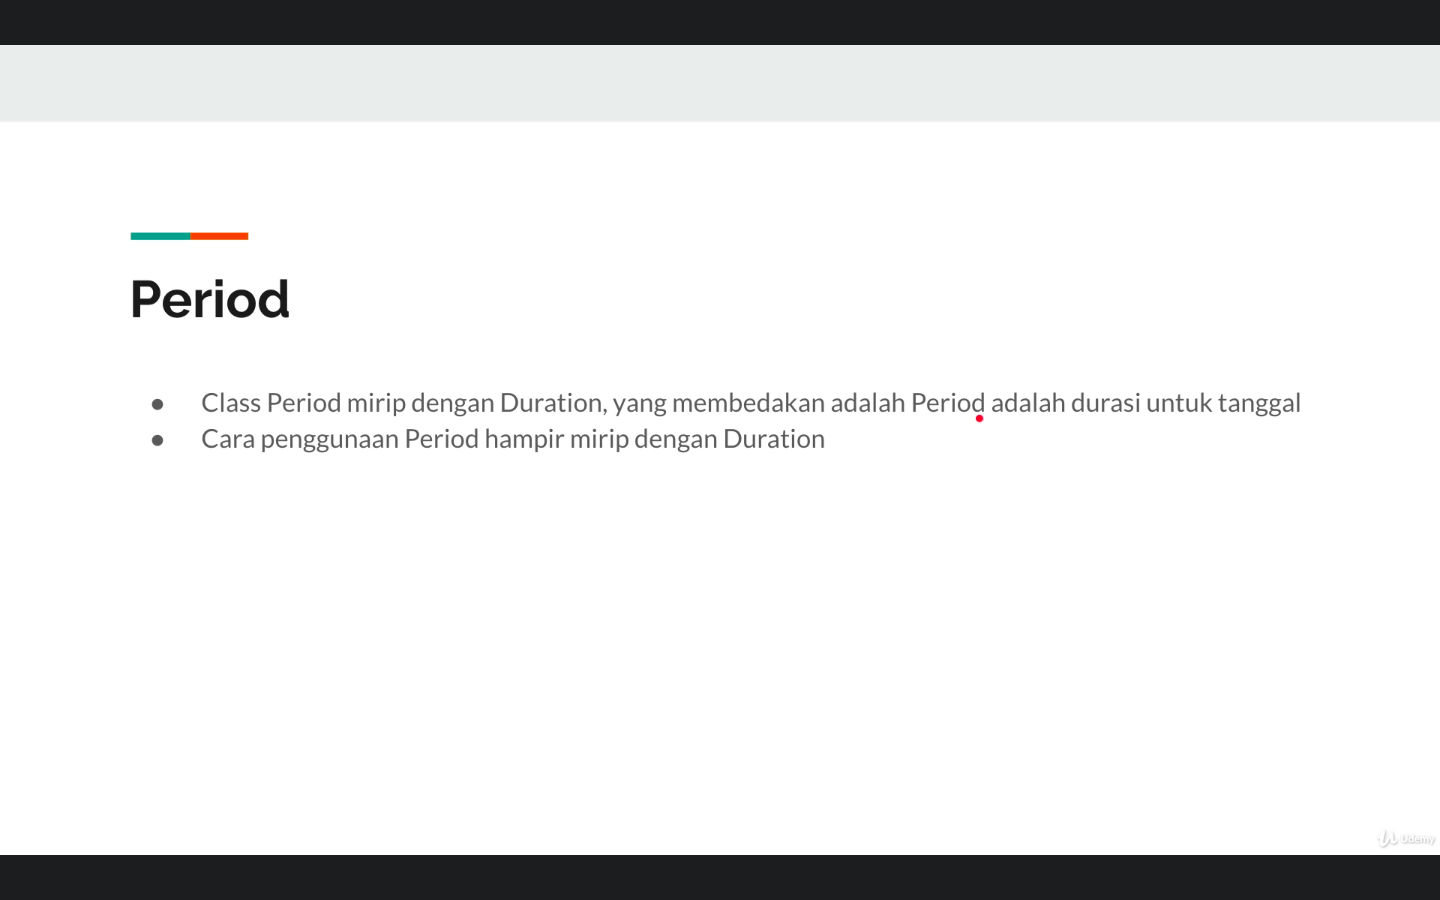 Period
● Class Period mirip dengan Duration, yang membedakan adalah Period adalah durasi untuk tanggal
● Cara penggunaan Period hampir mirip dengan Duration
Udemy